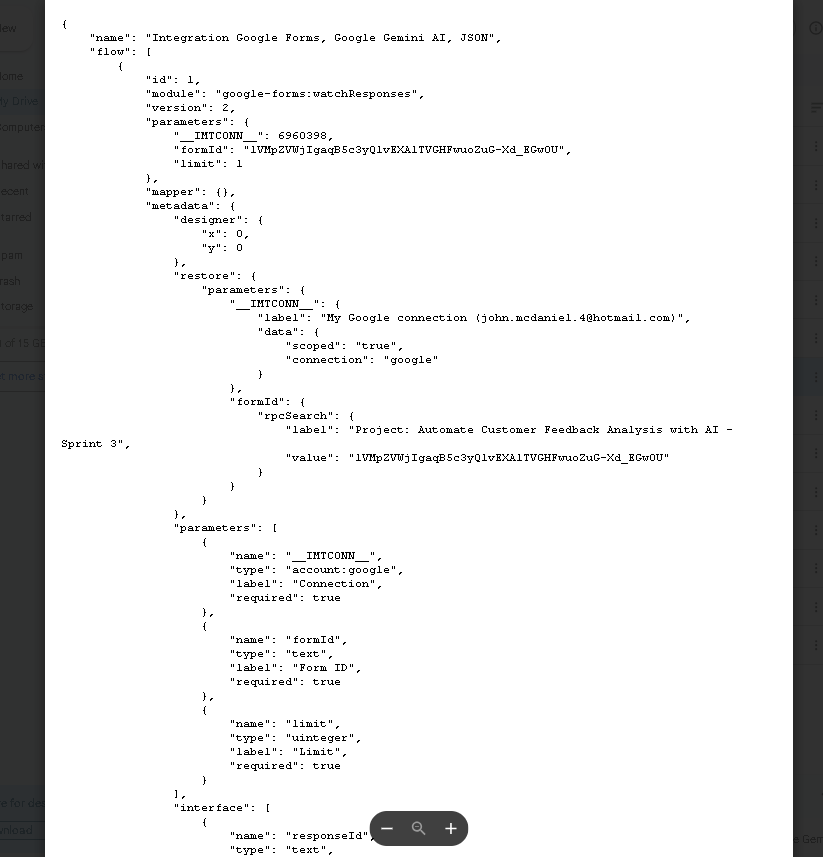 {
"name": "Integration Google Forms, Google Gemini AI, JSON",
"flow": [
{
"id": 1,
"module": "google-forms:watchResponses",
"version": 2,
"parameters": {
"__IMTCONN__": 6960398,
"formId": "1VMpZVWjIgaqB5c3yQlvEXAlTVGHFwuoZuG-Xd_EGwOU",
"limit": 1
},
"mapper": {},
"metadata": {
"designer": {
"x": 0,
"y": 0
},
"restore": {
"parameters": {
"__IMTCONN__": {
"label": "My Google connection (john.mcdaniel.4@hotmail.com)",
"data": {
"scoped": "true",
"connection": "google"
}
},
"formId": {
"rpcSearch": {
"label": "Project: Automate Customer Feedback Analysis with AI -
Sprint 3",
"value": "1VMpZVWjIgaqB5c3yQlvEXAlTVGHFwuoZuG-Xd_EGwOU"
}
}
}
},
"parameters": [
{
"name": "__IMTCONN__",
"type": "account:google",
"label": "Connection",
"required": true
},
{
"name": "formId",
"type": "text",
"label": "Form ID",
"required": true
},
{
"name": "limit",
"type": "uinteger",
"label": "Limit",
"required": true
}
],
"interface": [
{
"name": "responseId",
"type": "text",